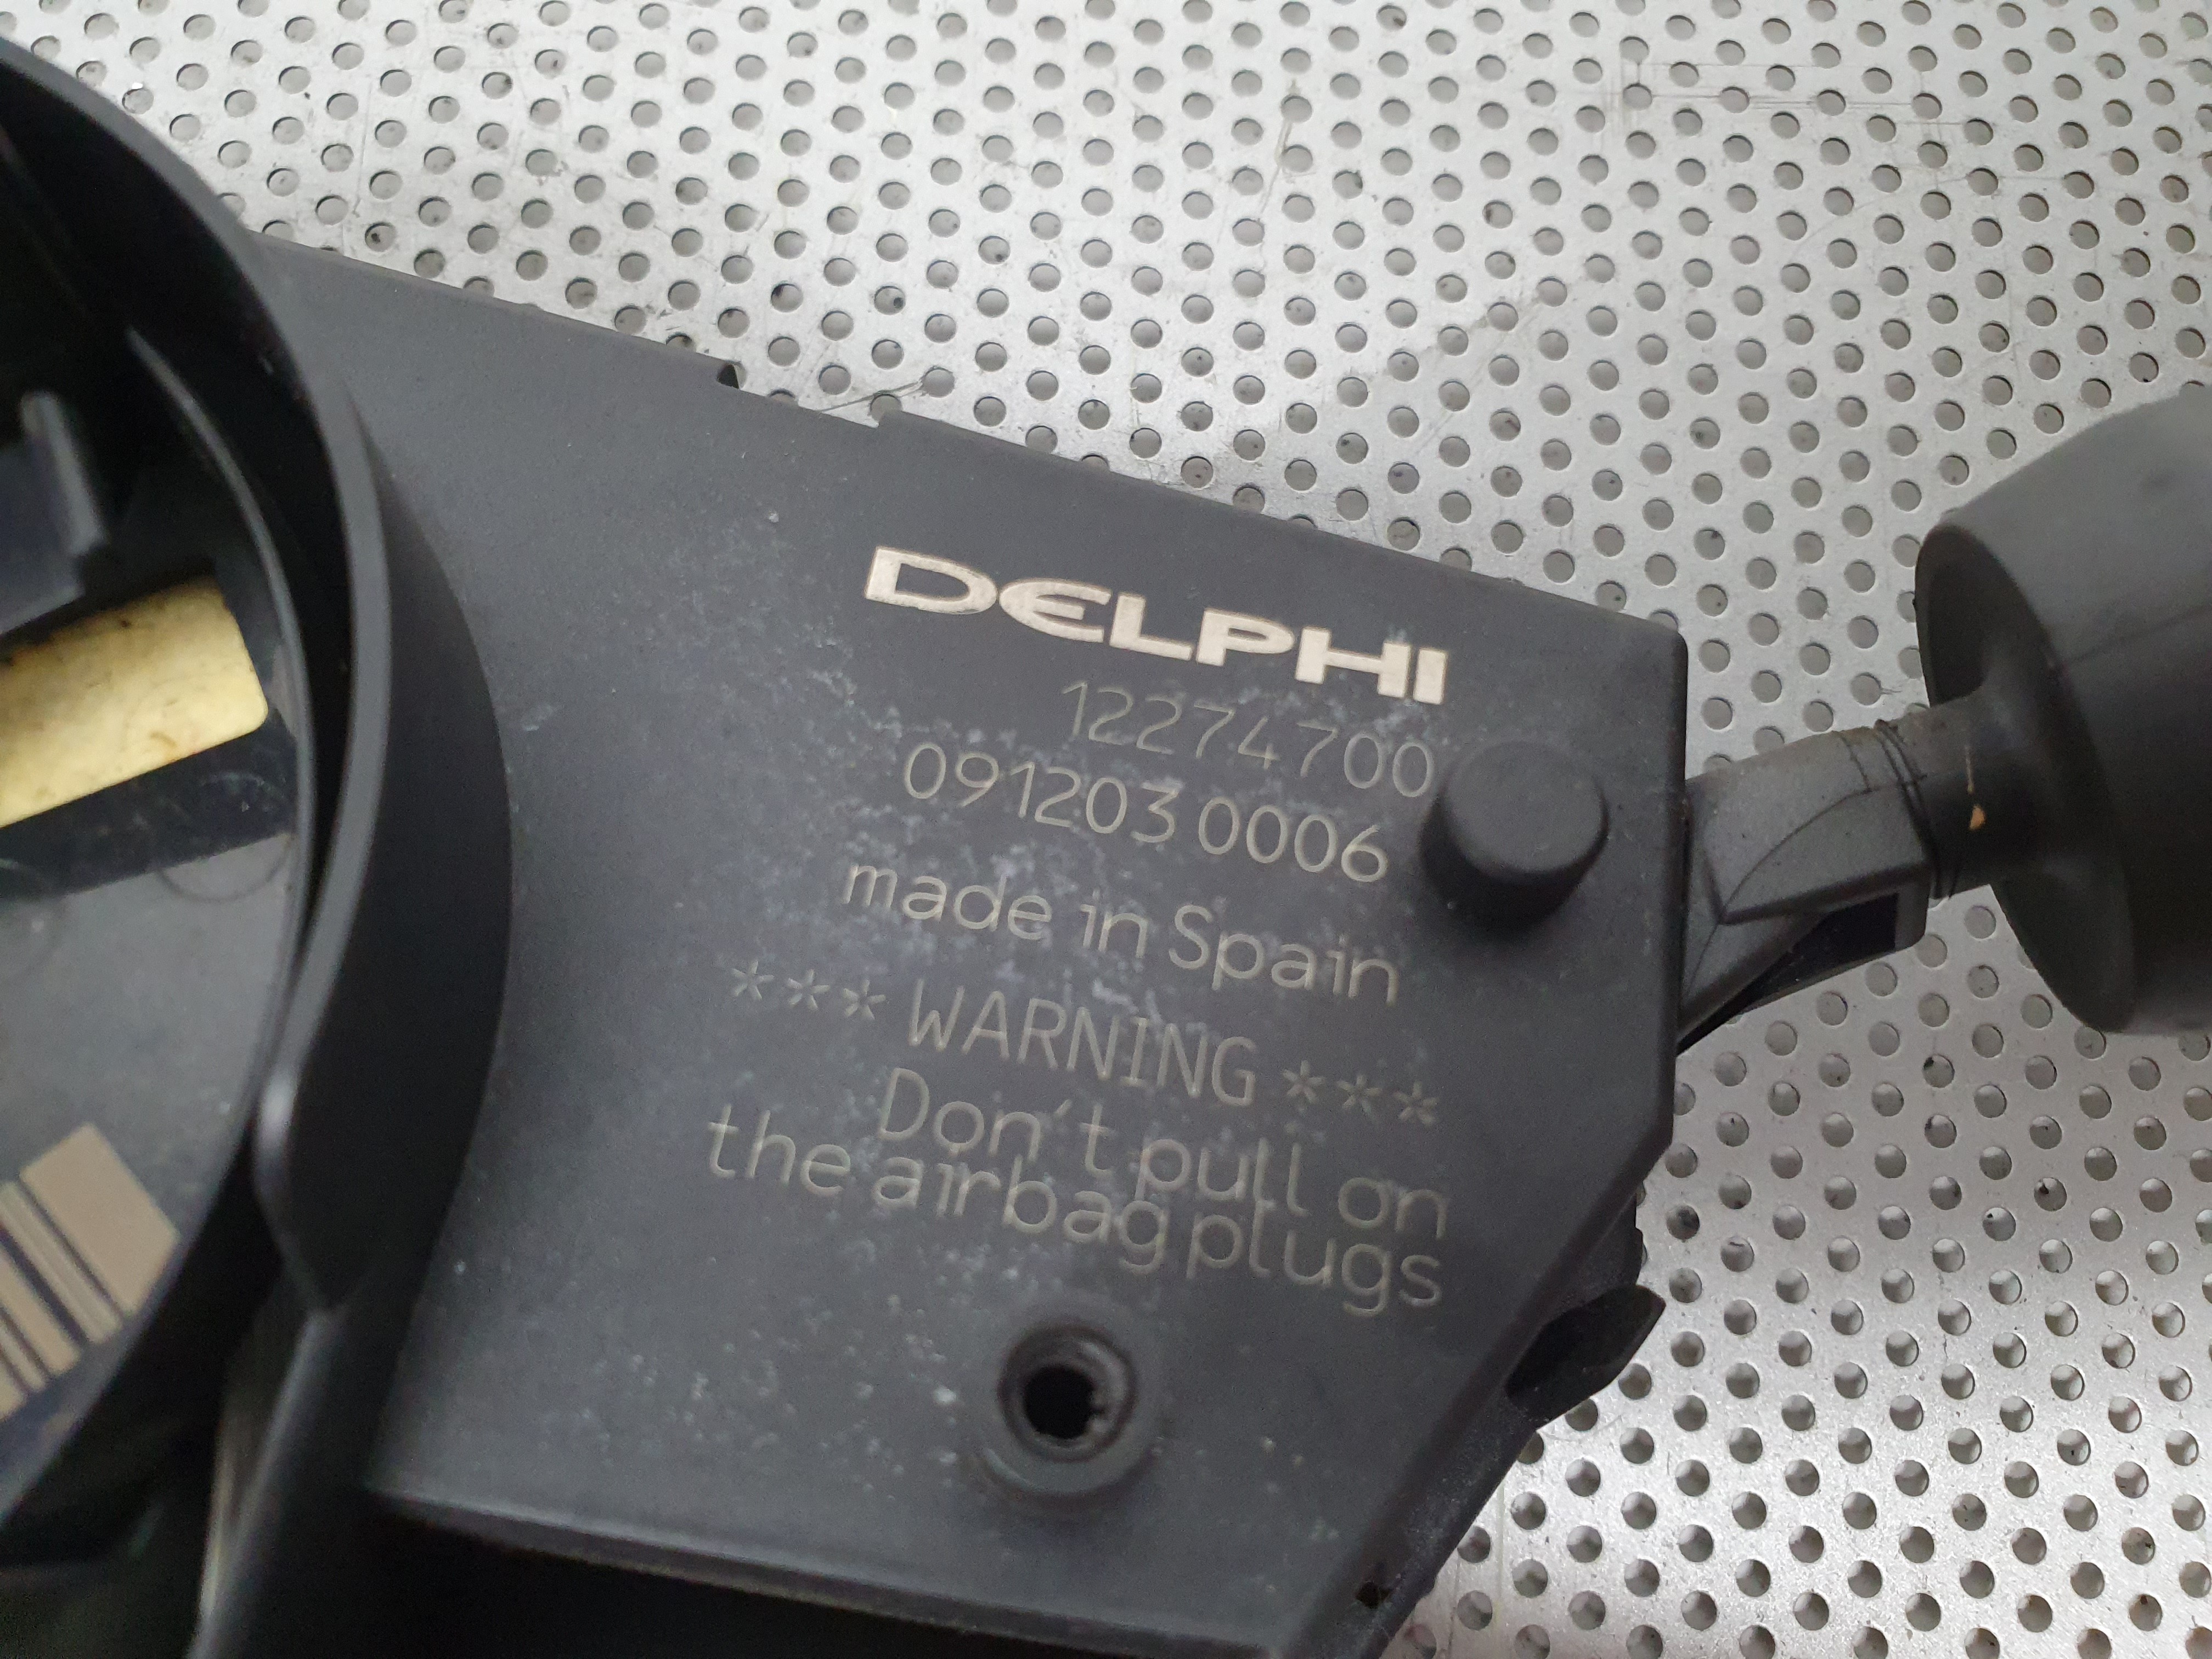 DELPHI
12274700
091203 0006
made in Spain
*** WARNING ***
Don't pull on
the airbag plugs